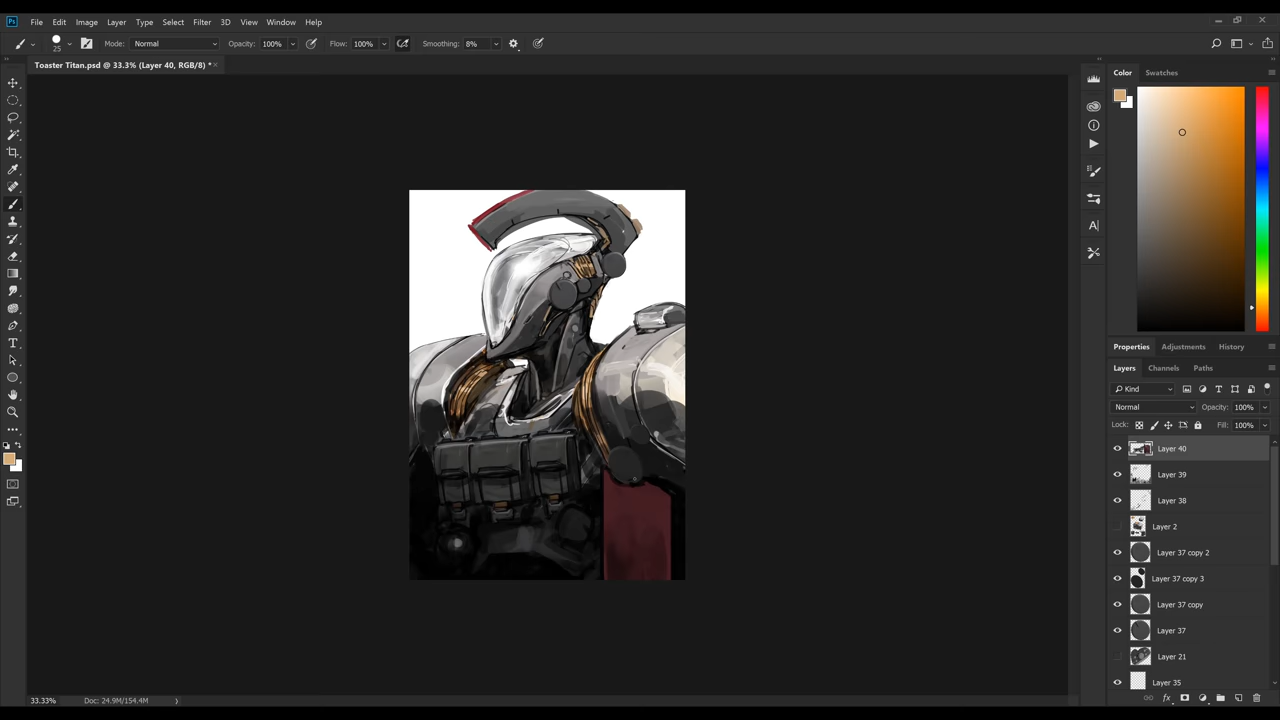 Ps File Edit Image Layer Type Select Filter 3D View Window Help
25 Mode: Normal Opacity: 100% Flow: 100% Smoothing: 8%
Toaster Titan.psd @ 33.3% (Layer 40, RGB/8) *
Color Swatches
Properties Adjustments History
Layers Channels Paths
Kind
Normal Opacity: 100%
Lock: Fill: 100%
Layer 40
Layer 39
Layer 38
Layer 2
Layer 37 copy 2
Layer 37 copy 3
Layer 37 copy
Layer 37
Layer 21
Layer 35
33.33% Doc: 24.9M/154.4M